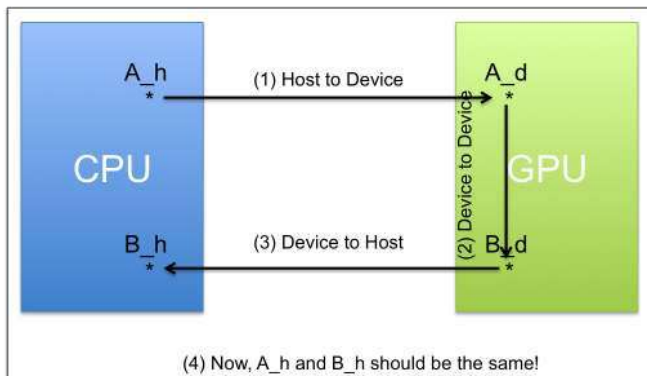 A_h
*
(1) Host to Device
A_d
*
CPU
(2) Device to Device
GPU
B_h
*
(3) Device to Host
B_d
*
(4) Now, A_h and B_h should be the same!